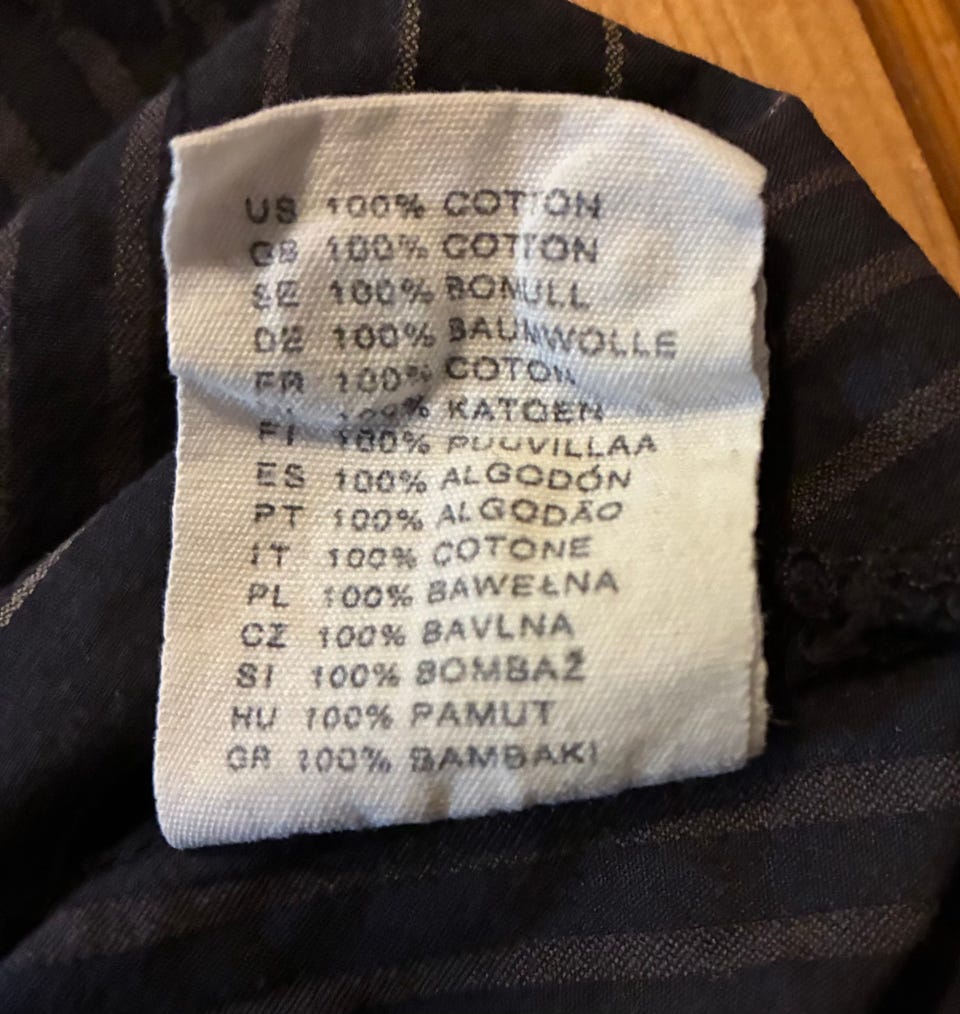 US 100% COTTON
GB 100% COTTON
SE 100% BOMULL
DE 100% BAUMWOLLE
FR 100% COTON
100% KATOEN
FI 100% PUUVILLAA
ES 100% ALGODÓN
PT 100% ALGODÃO
IT 100% COTONE
PL 100% BAWEŁNA
CZ 100% BAVLNA
SI 100% BOMBAŽ
HU 100% PAMUT
GR 100% BAMBAKI